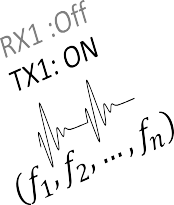 RX1 :Off
TX1: ON
(f₁, f₂, ..., fₙ)